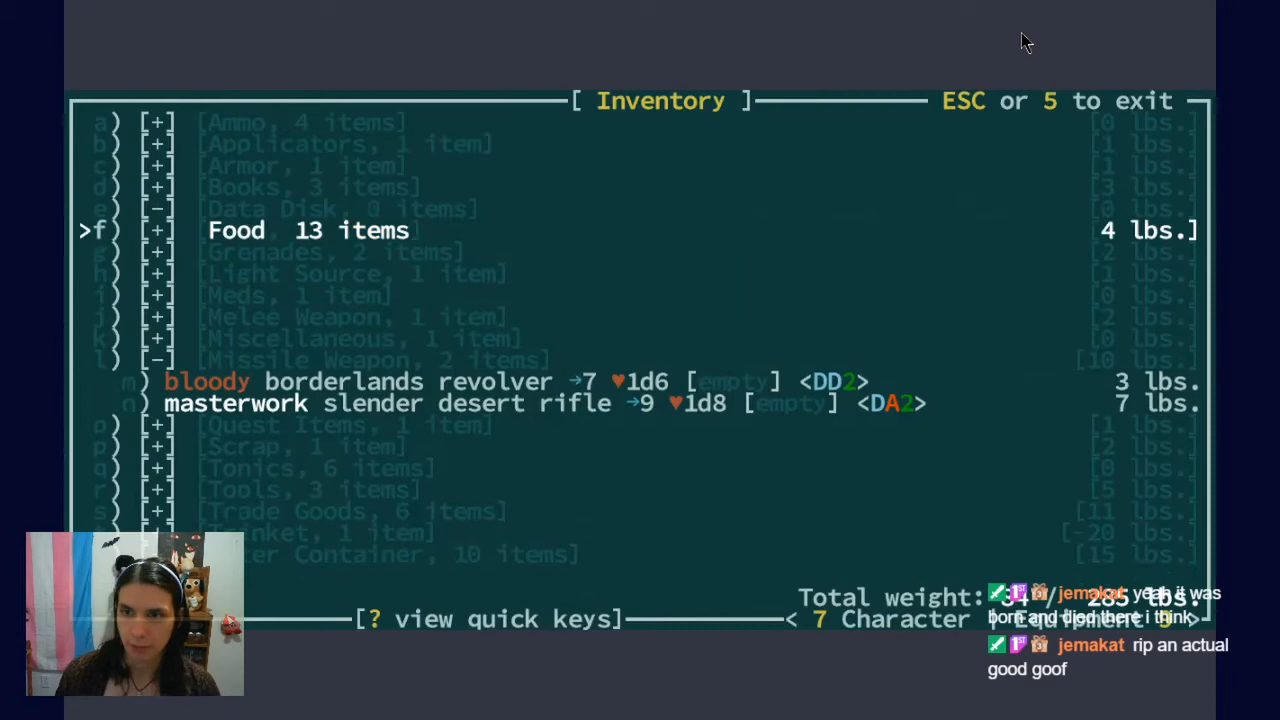 [ Inventory ] ESC or 5 to exit
a) [+] [Ammo, 4 items] [0 lbs.]
b) [+] [Applicators, 1 item] [1 lbs.]
c) [+] [Armor, 1 item] [1 lbs.]
d) [+] [Books, 3 items] [3 lbs.]
e) [-] [Data Disk, 0 items] [0 lbs.]
>f) [+] Food 13 items] 4 lbs.]
g) [+] [Grenades, 2 items] [2 lbs.]
h) [+] [Light Source, 1 item] [1 lbs.]
i) [+] [Meds, 1 item] [0 lbs.]
j) [+] [Melee Weapon, 1 item] [2 lbs.]
k) [+] [Miscellaneous, 1 item] [0 lbs.]
l) [-] [Missile Weapon, 2 items] [10 lbs.]
m) bloody borderlands revolver →7 ♥1d6 [empty] <DD2> 3 lbs.
n) masterwork slender desert rifle →9 ♥1d8 [empty] <DA2> 7 lbs.
p) [+] [Quest Items, 1 item] [1 lbs.]
p) [+] [Scrap, 1 item] [2 lbs.]
q) [+] [Tonics, 6 items] [0 lbs.]
r) [+] [Tools, 3 items] [5 lbs.]
s) [+] [Trade Goods, 6 items] [11 lbs.]
inket, 1 item] [-20 lbs.]
ter Container, 10 items] [15 lbs.]
Total weight: 34 / 285 lbs.
[? view quick keys] < 7 Character | Equipment 9 >
jemakat yeah it was
born and died there i think
jemakat rip an actual
good goof